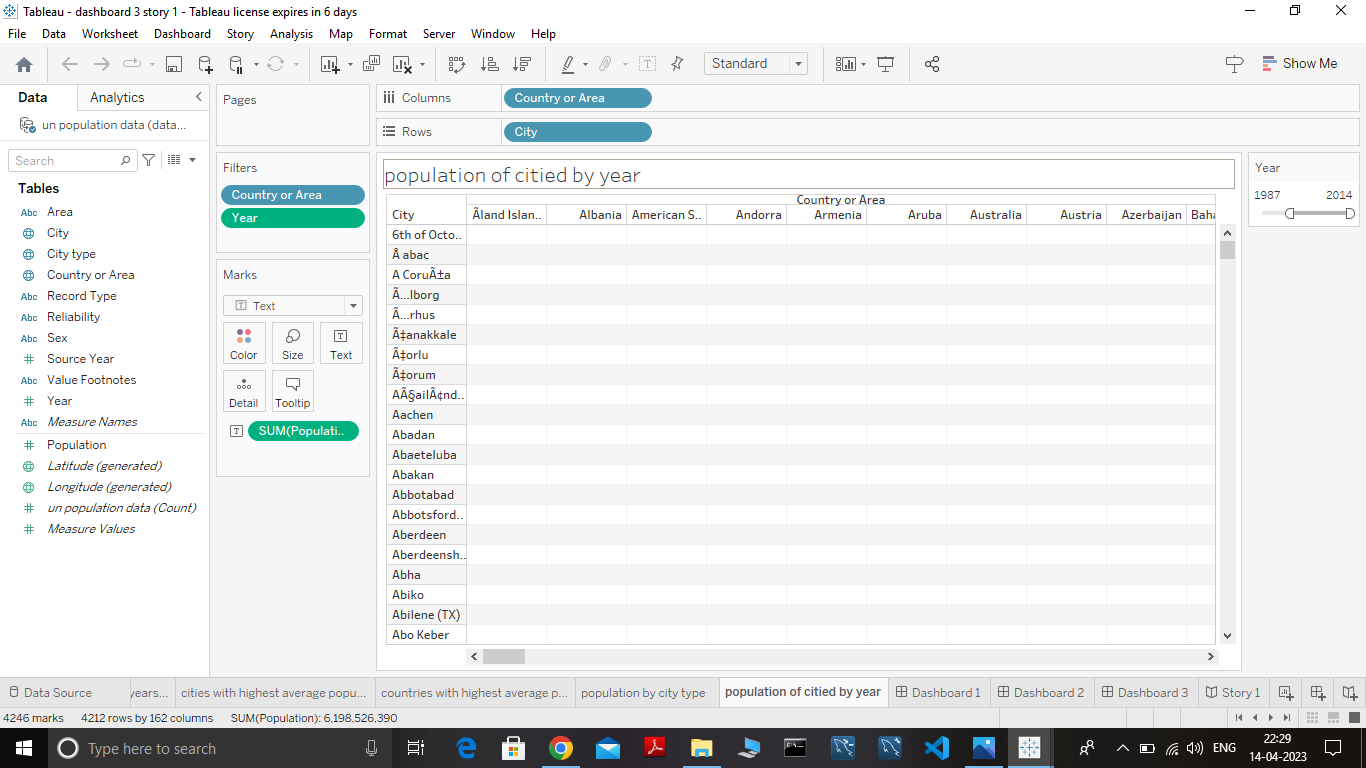 Tableau - dashboard 3 story 1 - Tableau license expires in 6 days
File Data Worksheet Dashboard Story Analysis Map Format Server Window Help
Standard
Show Me
Data Analytics
un population data (data...
Search
Tables
Abc Area
City
City type
Country or Area
Abc Record Type
Abc Reliability
Abc Sex
Source Year
Abc Value Footnotes
Year
Abc Measure Names
Population
Latitude (generated)
Longitude (generated)
un population data (Count)
Measure Values
Pages
Filters
Country or Area
Year
Marks
Text
Color Size Text
Detail Tooltip
SUM(Populati..
Columns Country or Area
Rows City
population of citied by year
Country or Area
City Ãland Islan.. Albania American S.. Andorra Armenia Aruba Australia Austria Azerbaijan Baha
6th of Octo..
Å abac
A CoruÃ±a
Ã...lborg
Ã...rhus
Ã‡anakkale
Ã‡orlu
Ã‡orum
AÃ§ailÃ¢nd..
Aachen
Abadan
Abaeteluba
Abakan
Abbotabad
Abbotsford..
Aberdeen
Aberdeensh..
Abha
Abiko
Abilene (TX)
Abo Keber
Year
1987 2014
Data Source years... cities with highest average popu... countries with highest average p... population by city type population of citied by year Dashboard 1 Dashboard 2 Dashboard 3 Story 1
4246 marks 4212 rows by 162 columns SUM(Population): 6,198,526,390
Type here to search
ENG
22:29
14-04-2023